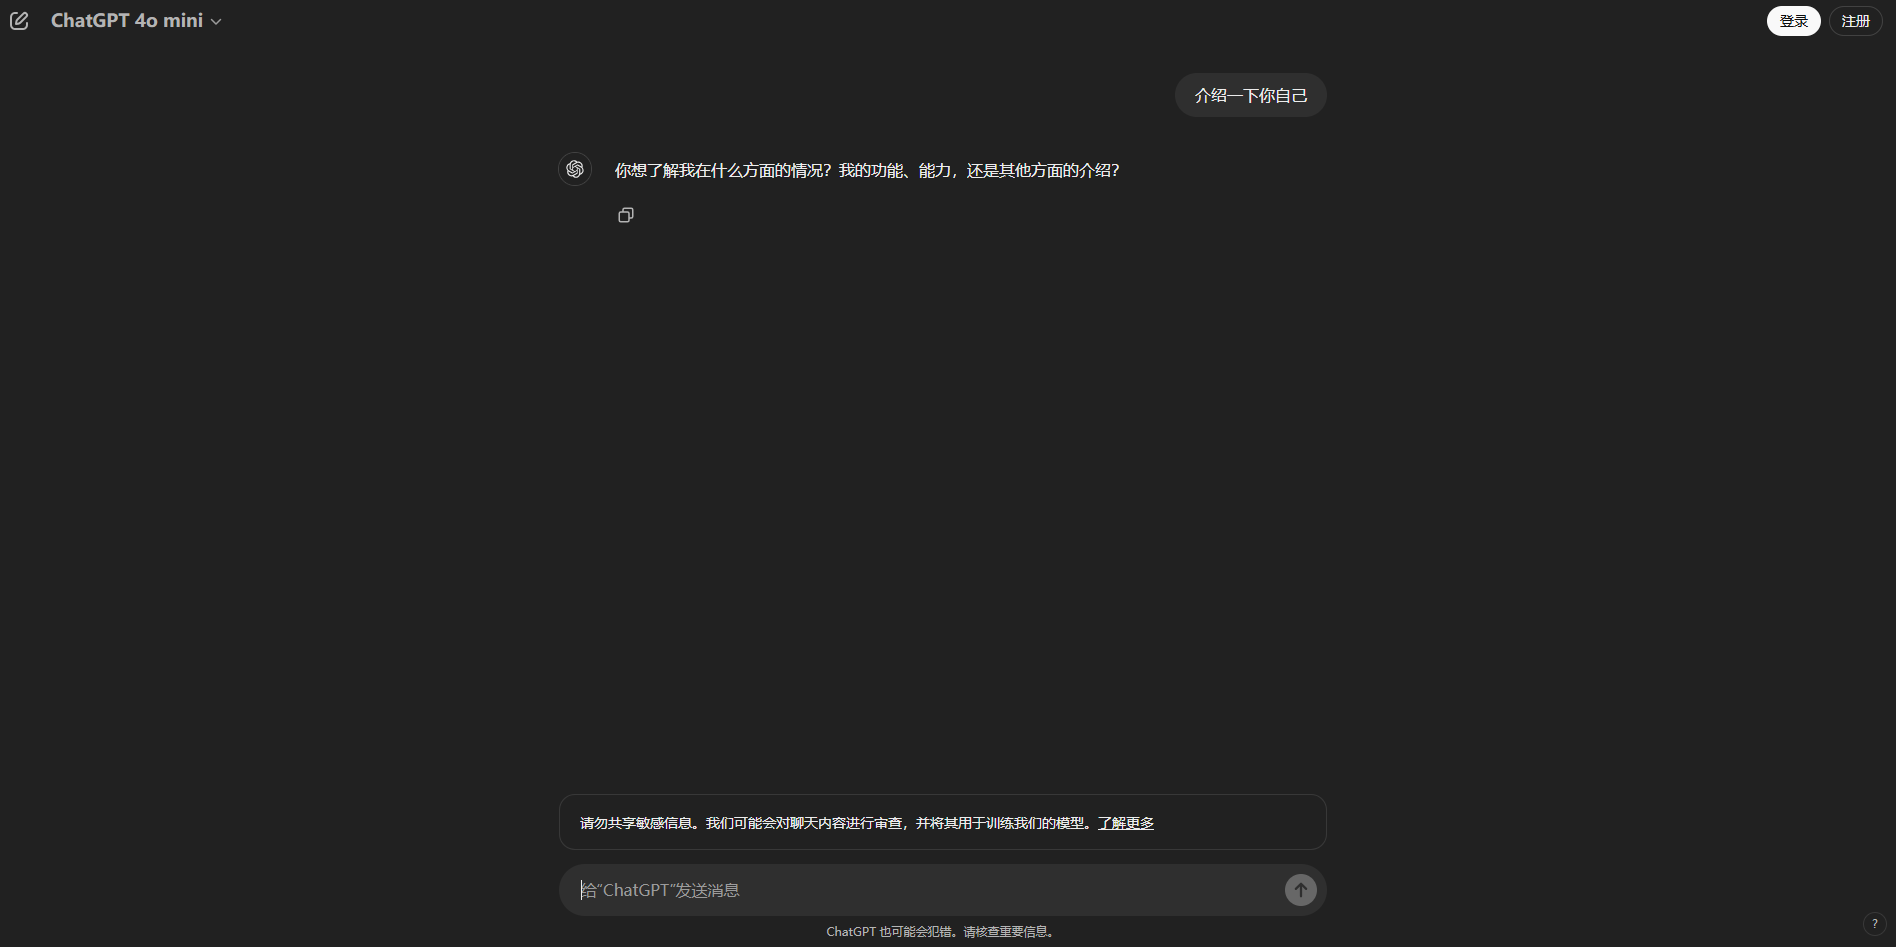 ChatGPT 4o mini
登录
注册
介绍一下你自己
你想了解我在什么方面的情况？我的功能、能力，还是其他方面的介绍？
请勿共享敏感信息。我们可能会对聊天内容进行审查，并将其用于训练我们的模型。了解更多
给“ChatGPT”发送消息
ChatGPT 也可能会犯错。请核查重要信息。
?